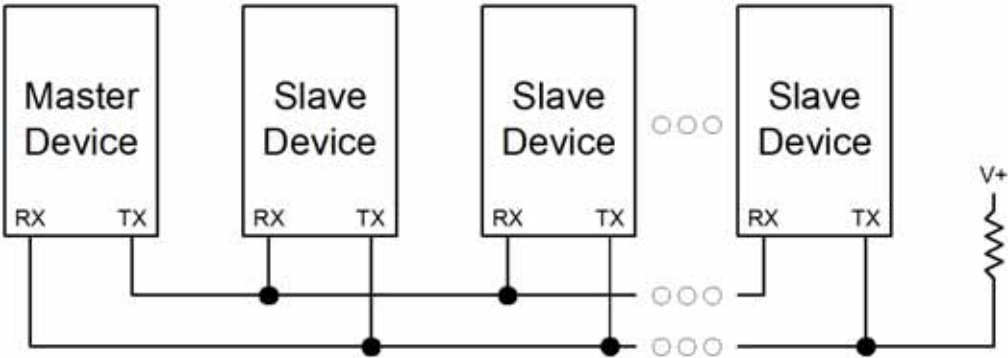 Master
Device
Slave
Device
Slave
Device
Slave
Device
V+
RX TX
RX TX
RX TX
RX TX